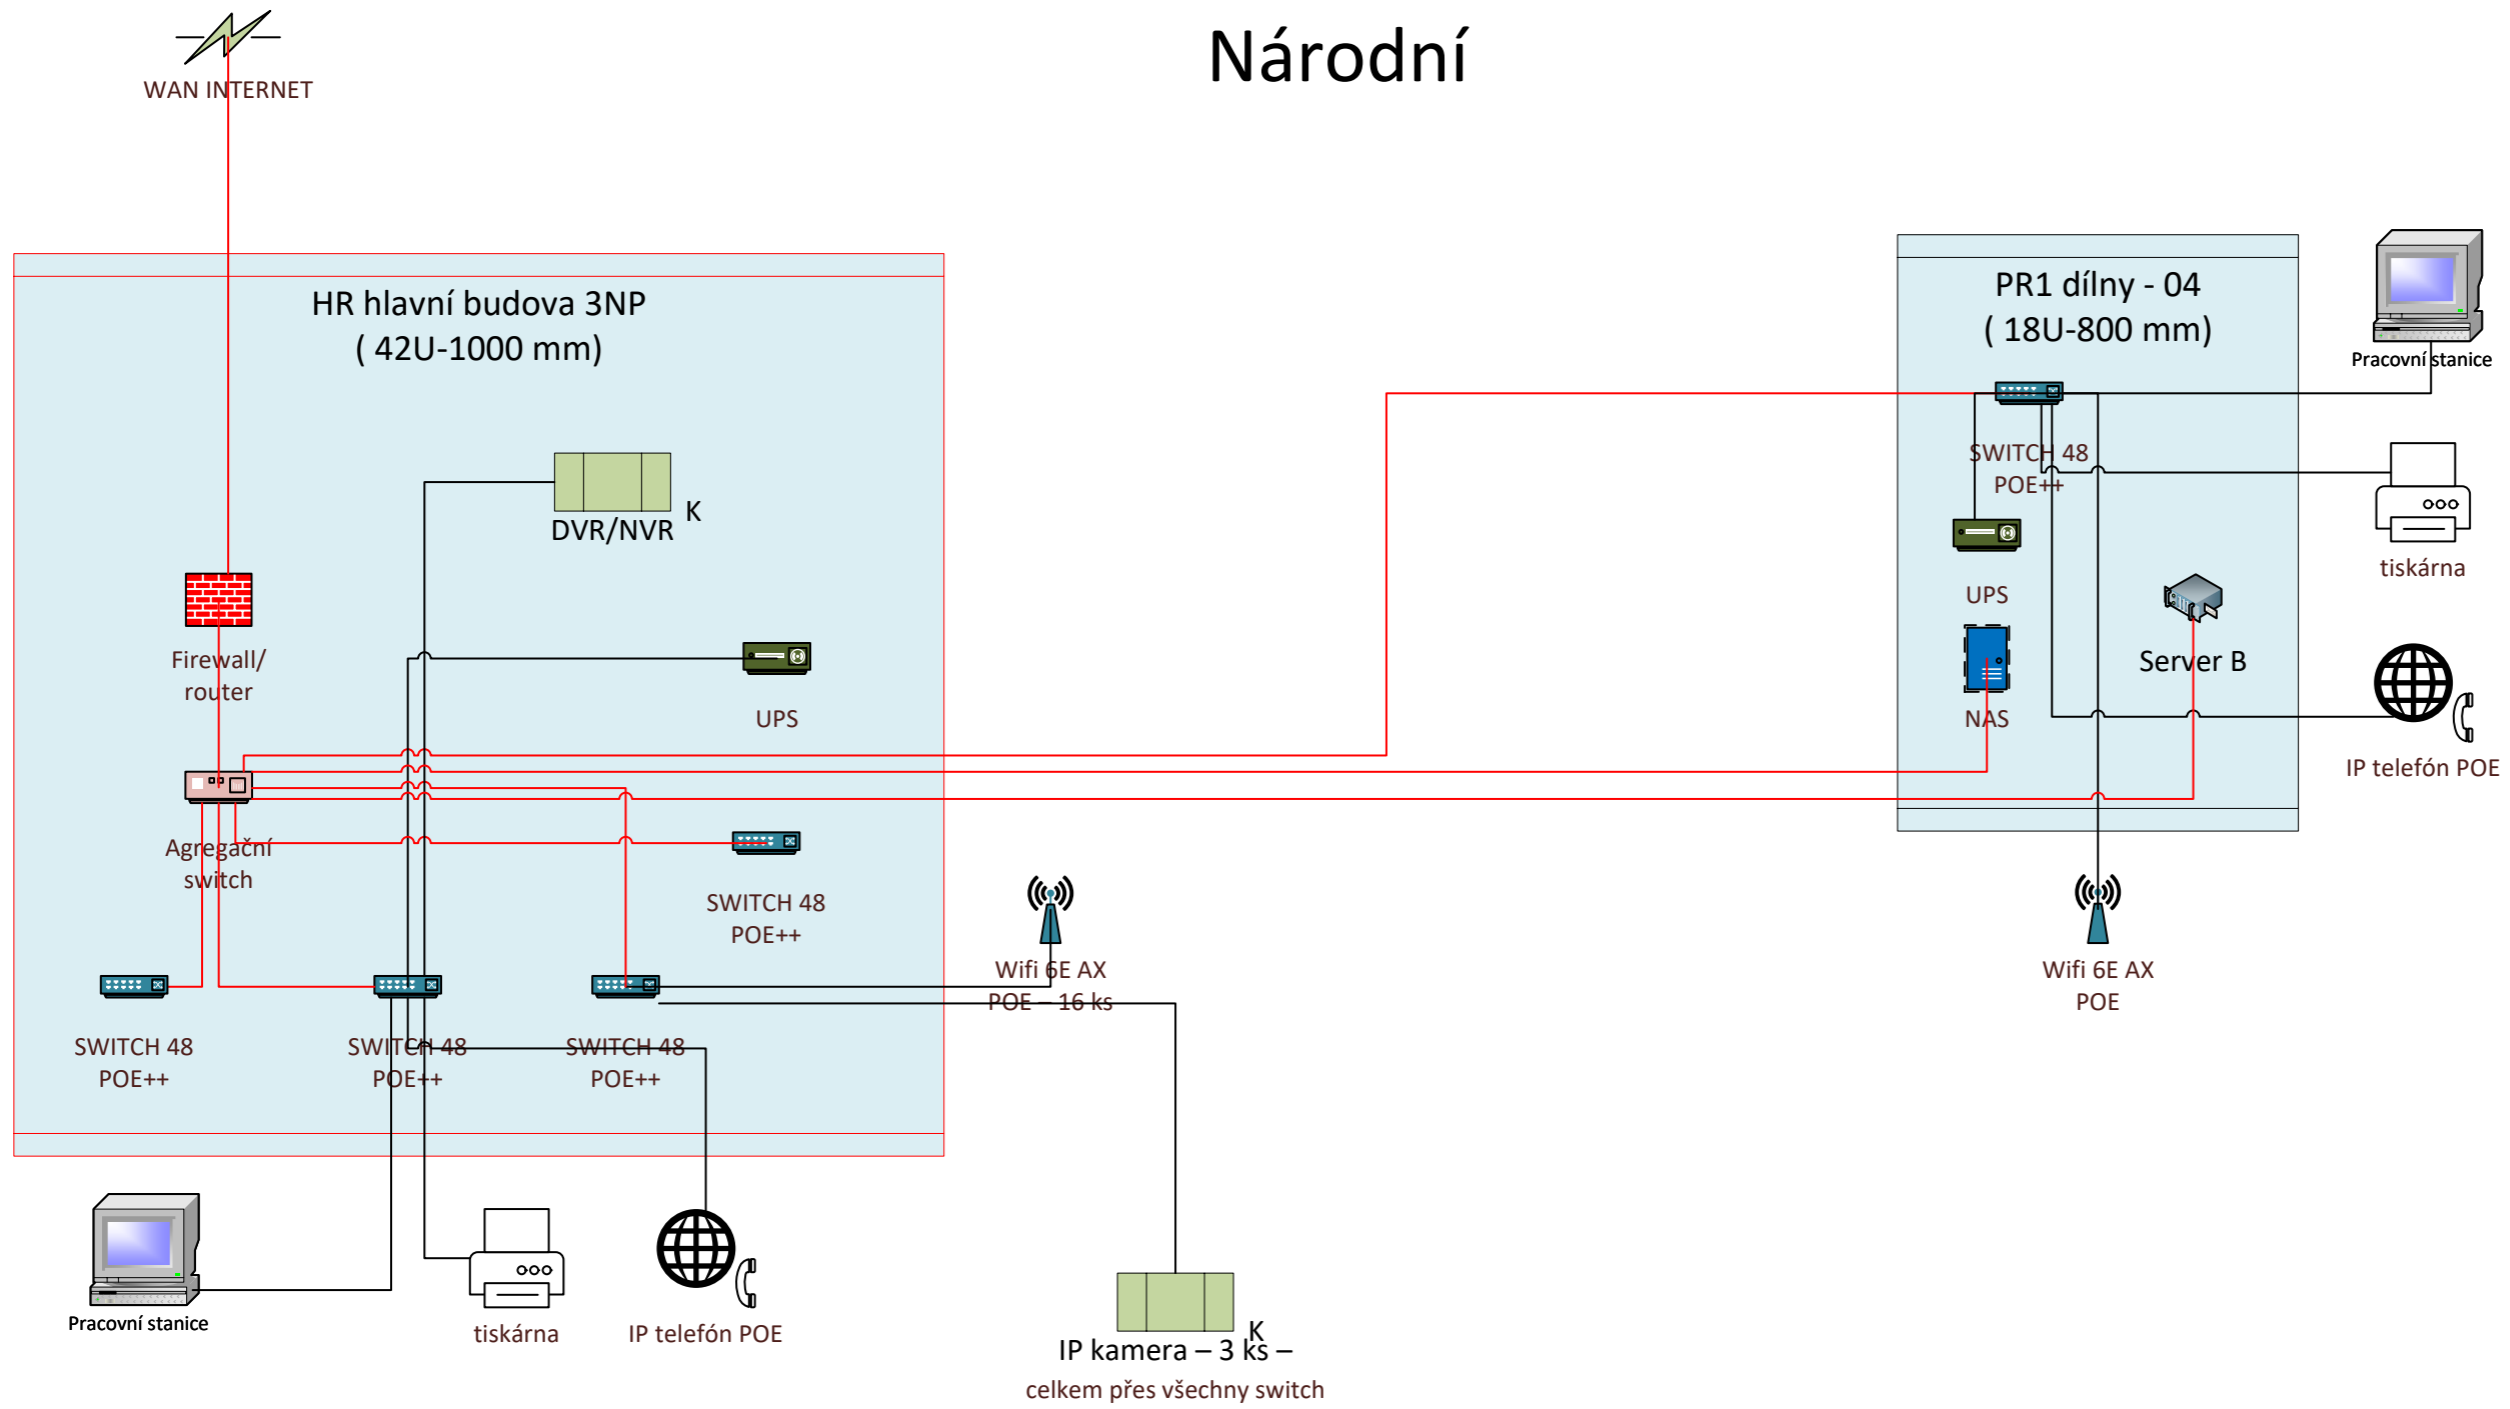 Národní
WAN INTERNET
HR hlavní budova 3NP
( 42U-1000 mm)
DVR/NVR
K
Firewall/
router
UPS
Agregační
switch
SWITCH 48
POE++
SWITCH 48
POE++
SWITCH 48
POE++
SWITCH 48
POE++
Wifi 6E AX
POE – 16 ks
Pracovní stanice
tiskárna
IP telefón POE
K
IP kamera – 3 ks –
celkem přes všechny switch
PR1 dílny - 04
( 18U-800 mm)
SWITCH 48
POE++
UPS
NAS
Server B
Pracovní stanice
tiskárna
IP telefón POE
Wifi 6E AX
POE